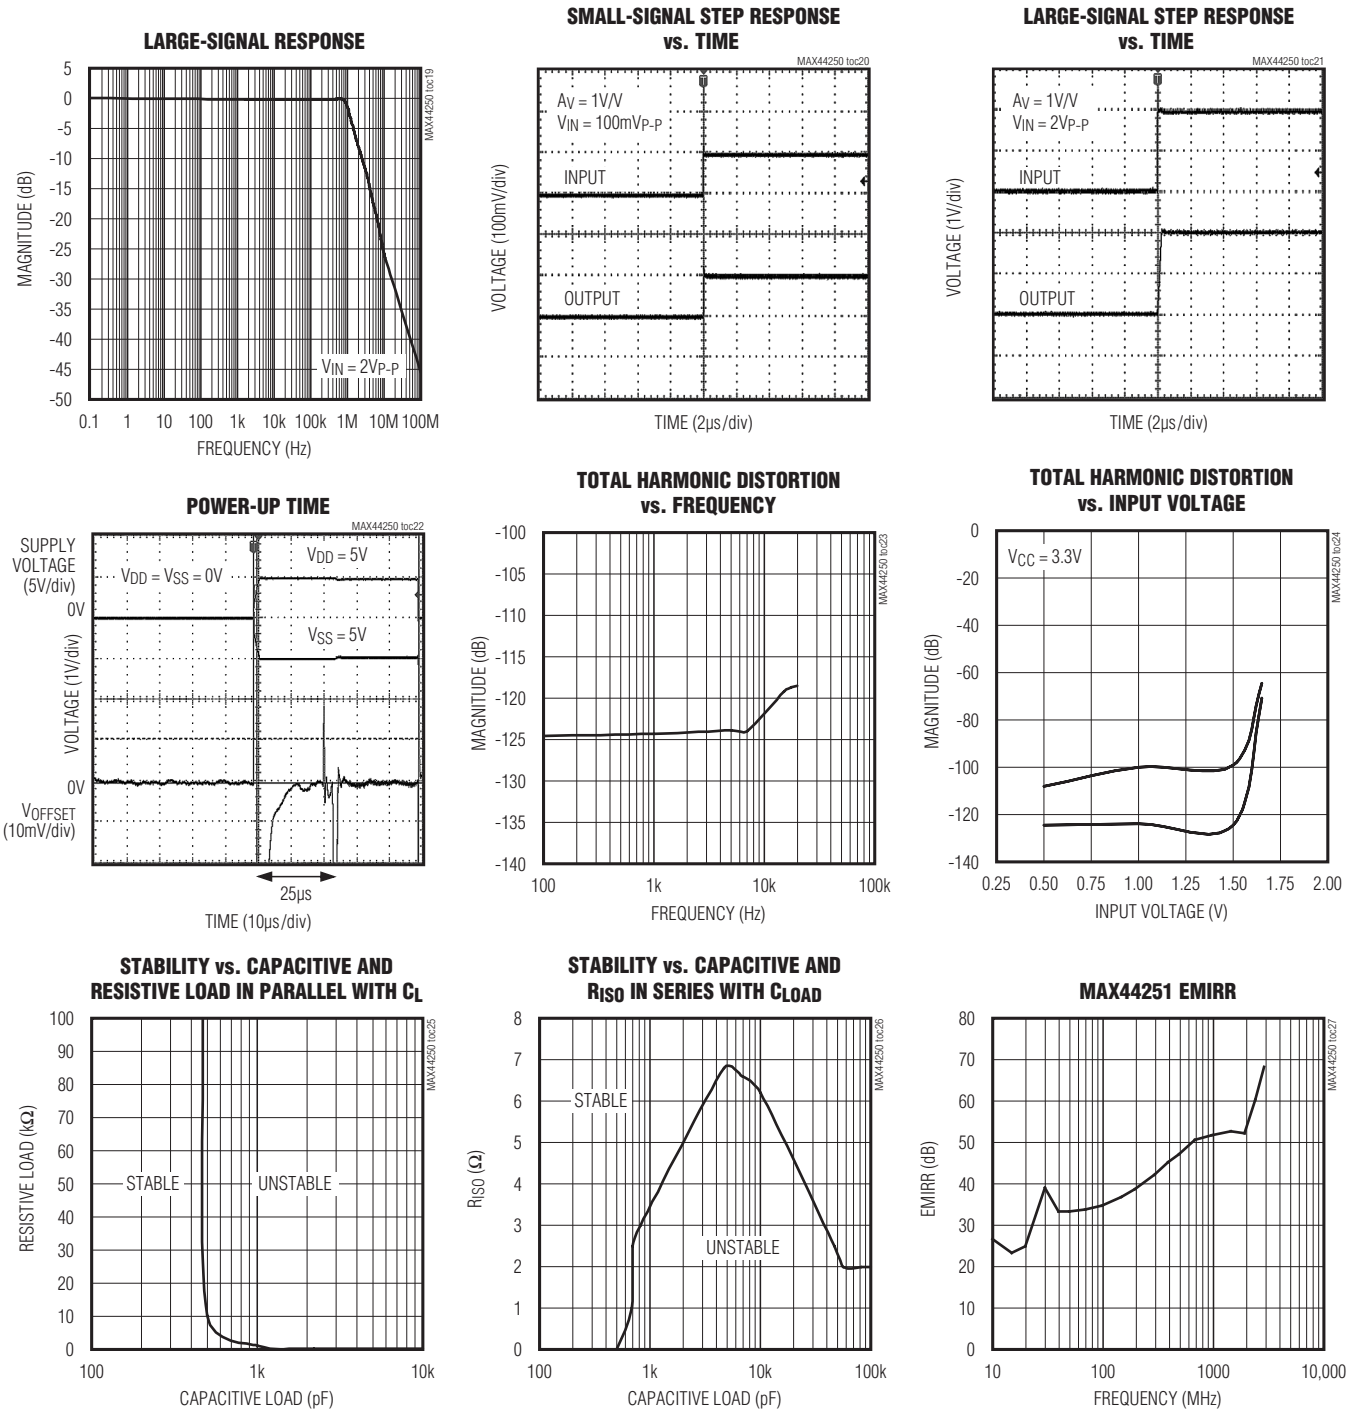 LARGE-SIGNAL RESPONSE
MAX44250 toc19
5
0
-5
-10
-15
-20
-25
-30
-35
-40
-45
-50
MAGNITUDE (dB)
VIN = 2VP-P
0.1 1 10 100 1k 10k 100k 1M 10M 100M
FREQUENCY (Hz)
SMALL-SIGNAL STEP RESPONSE
vs. TIME
MAX44250 toc20
AV = 1V/V
VIN = 100mVP-P
INPUT
OUTPUT
VOLTAGE (100mV/div)
TIME (2µs/div)
LARGE-SIGNAL STEP RESPONSE
vs. TIME
MAX44250 toc21
AV = 1V/V
VIN = 2VP-P
INPUT
OUTPUT
VOLTAGE (1V/div)
TIME (2µs/div)
POWER-UP TIME
MAX44250 toc22
SUPPLY
VOLTAGE
(5V/div)
0V
VOLTAGE (1V/div)
0V
VOFFSET
(10mV/div)
VDD = 5V
VDD = VSS = 0V
VSS = 5V
25µs
TIME (10µs/div)
TOTAL HARMONIC DISTORTION
vs. FREQUENCY
MAX44250 toc23
-100
-105
-110
-115
-120
-125
-130
-135
-140
MAGNITUDE (dB)
100 1k 10k 100k
FREQUENCY (Hz)
TOTAL HARMONIC DISTORTION
vs. INPUT VOLTAGE
MAX44250 toc24
VCC = 3.3V
0
-20
-40
-60
-80
-100
-120
-140
MAGNITUDE (dB)
0.25 0.50 0.75 1.00 1.25 1.50 1.75 2.00
INPUT VOLTAGE (V)
STABILITY vs. CAPACITIVE AND
RESISTIVE LOAD IN PARALLEL WITH CL
MAX44250 toc25
100
90
80
70
60
50
40
30
20
10
0
RESISTIVE LOAD (kΩ)
STABLE
UNSTABLE
100 1k 10k
CAPACITIVE LOAD (pF)
STABILITY vs. CAPACITIVE AND
RISO IN SERIES WITH CLOAD
MAX44250 toc26
8
7
6
5
4
3
2
1
0
RISO (Ω)
STABLE
UNSTABLE
100 1k 10k 100k
CAPACITIVE LOAD (pF)
MAX44251 EMIRR
MAX44250 toc27
80
70
60
50
40
30
20
10
0
EMIRR (dB)
10 100 1000 10,000
FREQUENCY (MHz)